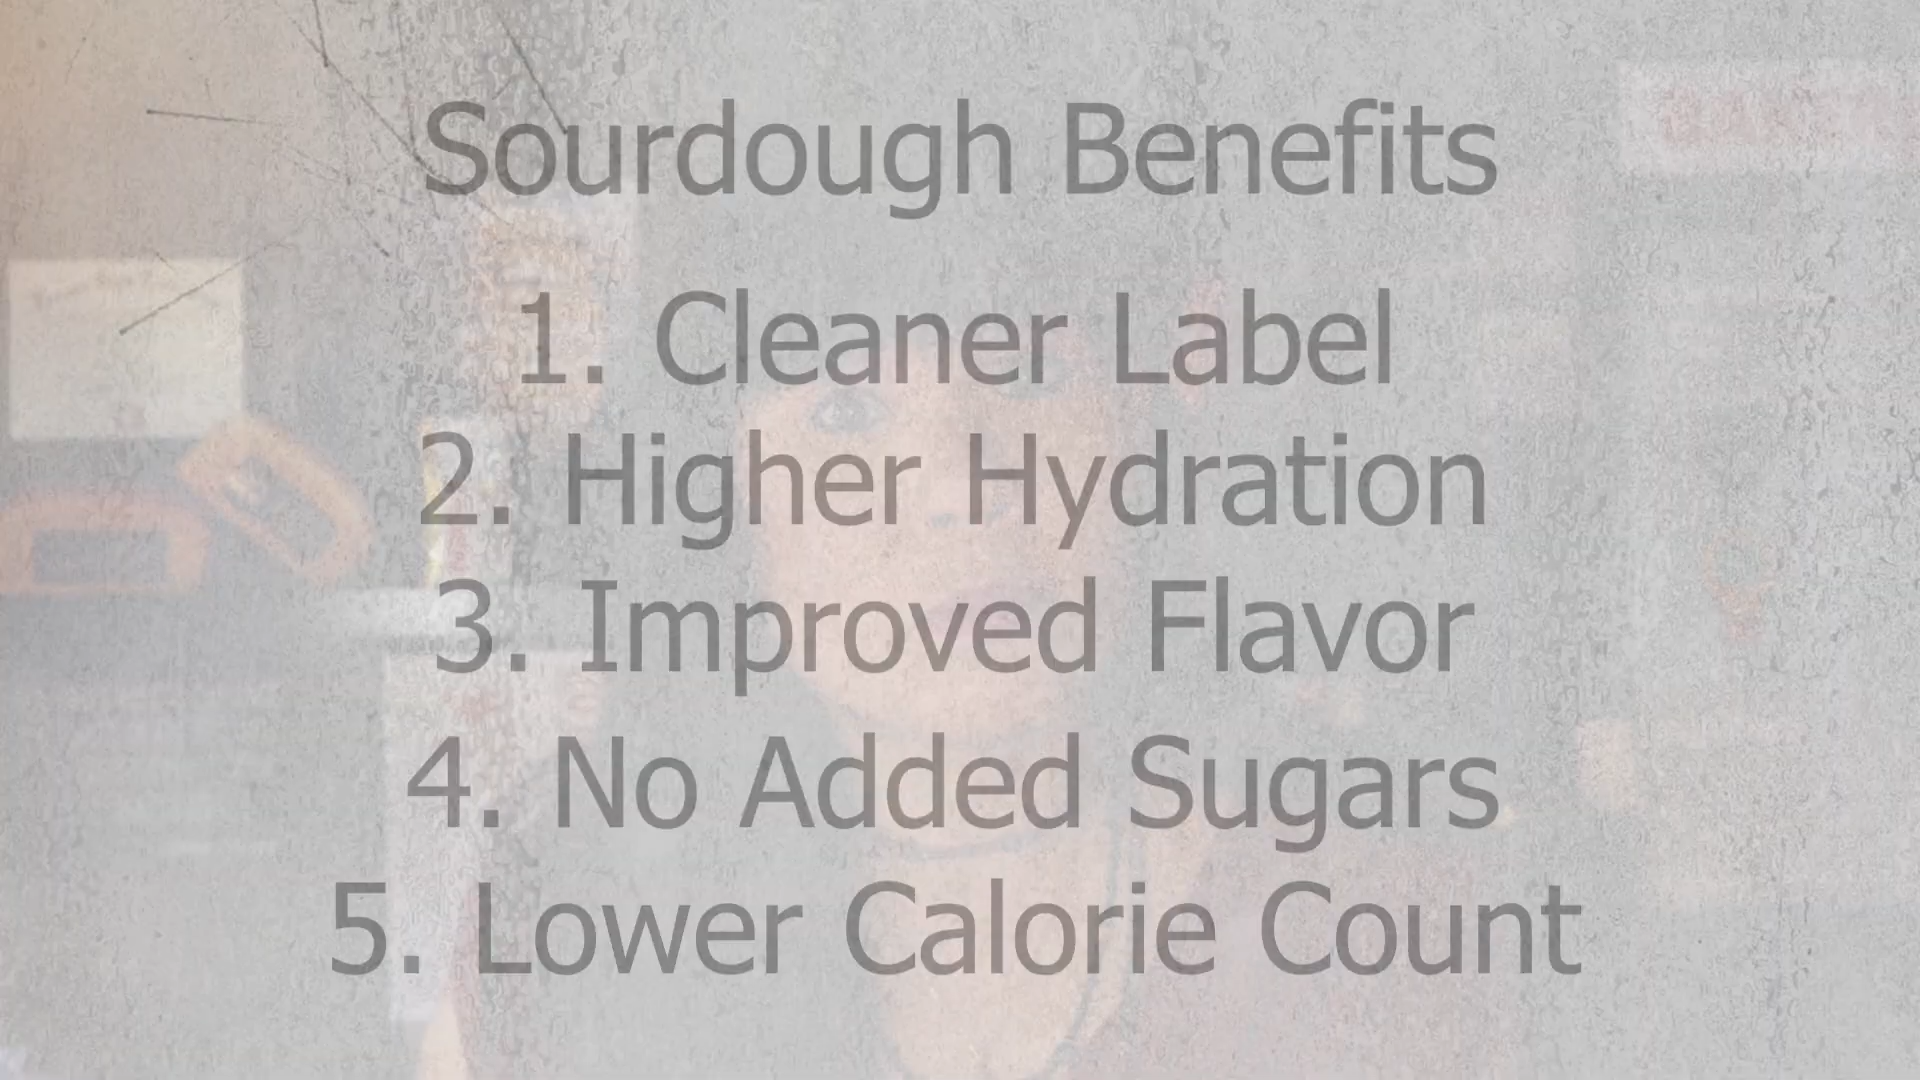 Sourdough Benefits
1. Cleaner Label
2. Higher Hydration
3. Improved Flavor
4. No Added Sugars
5. Lower Calorie Count